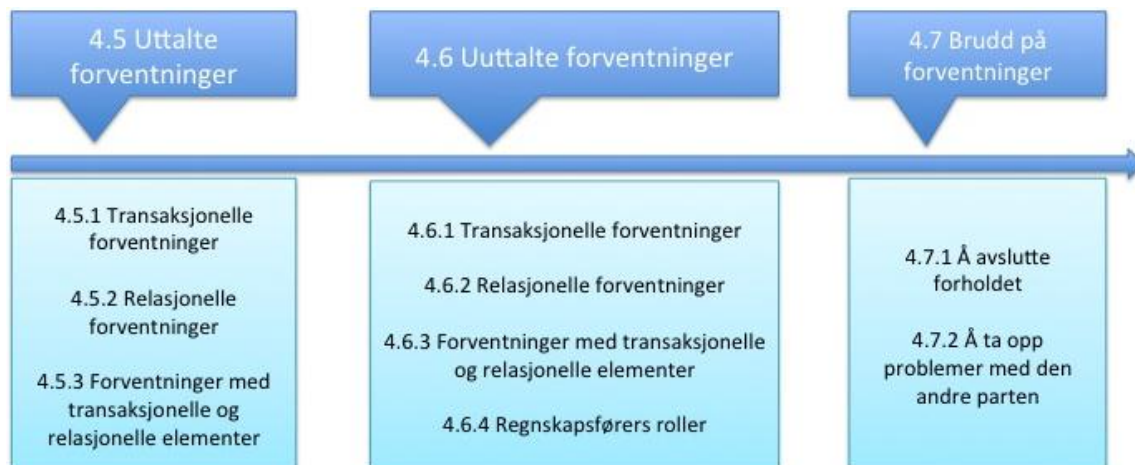 4.5 Uttalte
forventninger
4.5.1 Transaksjonelle
forventninger
4.5.2 Relasjonelle
forventninger
4.5.3 Forventninger med
transaksjonelle og
relasjonelle elementer
4.6 Uuttalte forventninger
4.6.1 Transaksjonelle forventninger
4.6.2 Relasjonelle forventninger
4.6.3 Forventninger med transaksjonelle
og relasjonelle elementer
4.6.4 Regnskapsførers roller
4.7 Brudd på
forventninger
4.7.1 Å avslutte
forholdet
4.7.2 Å ta opp
problemer med den
andre parten